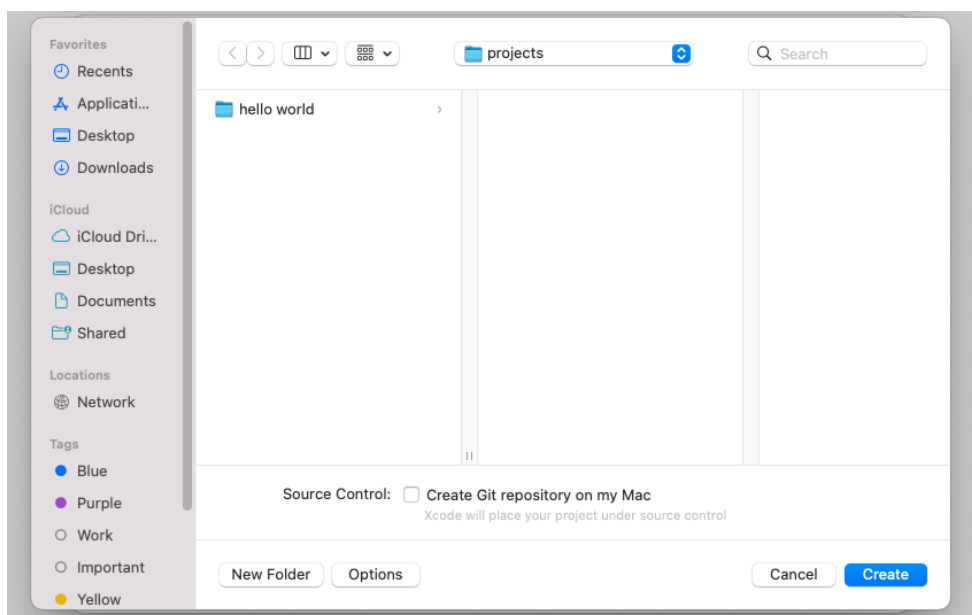 Favorites
Recents
Applicati...
Desktop
Downloads
iCloud
iCloud Dri...
Desktop
Documents
Shared
Locations
Network
Tags
Blue
Purple
Work
Important
Yellow
projects
Search
hello world
Source Control: Create Git repository on my Mac
Xcode will place your project under source control
New Folder Options Cancel Create